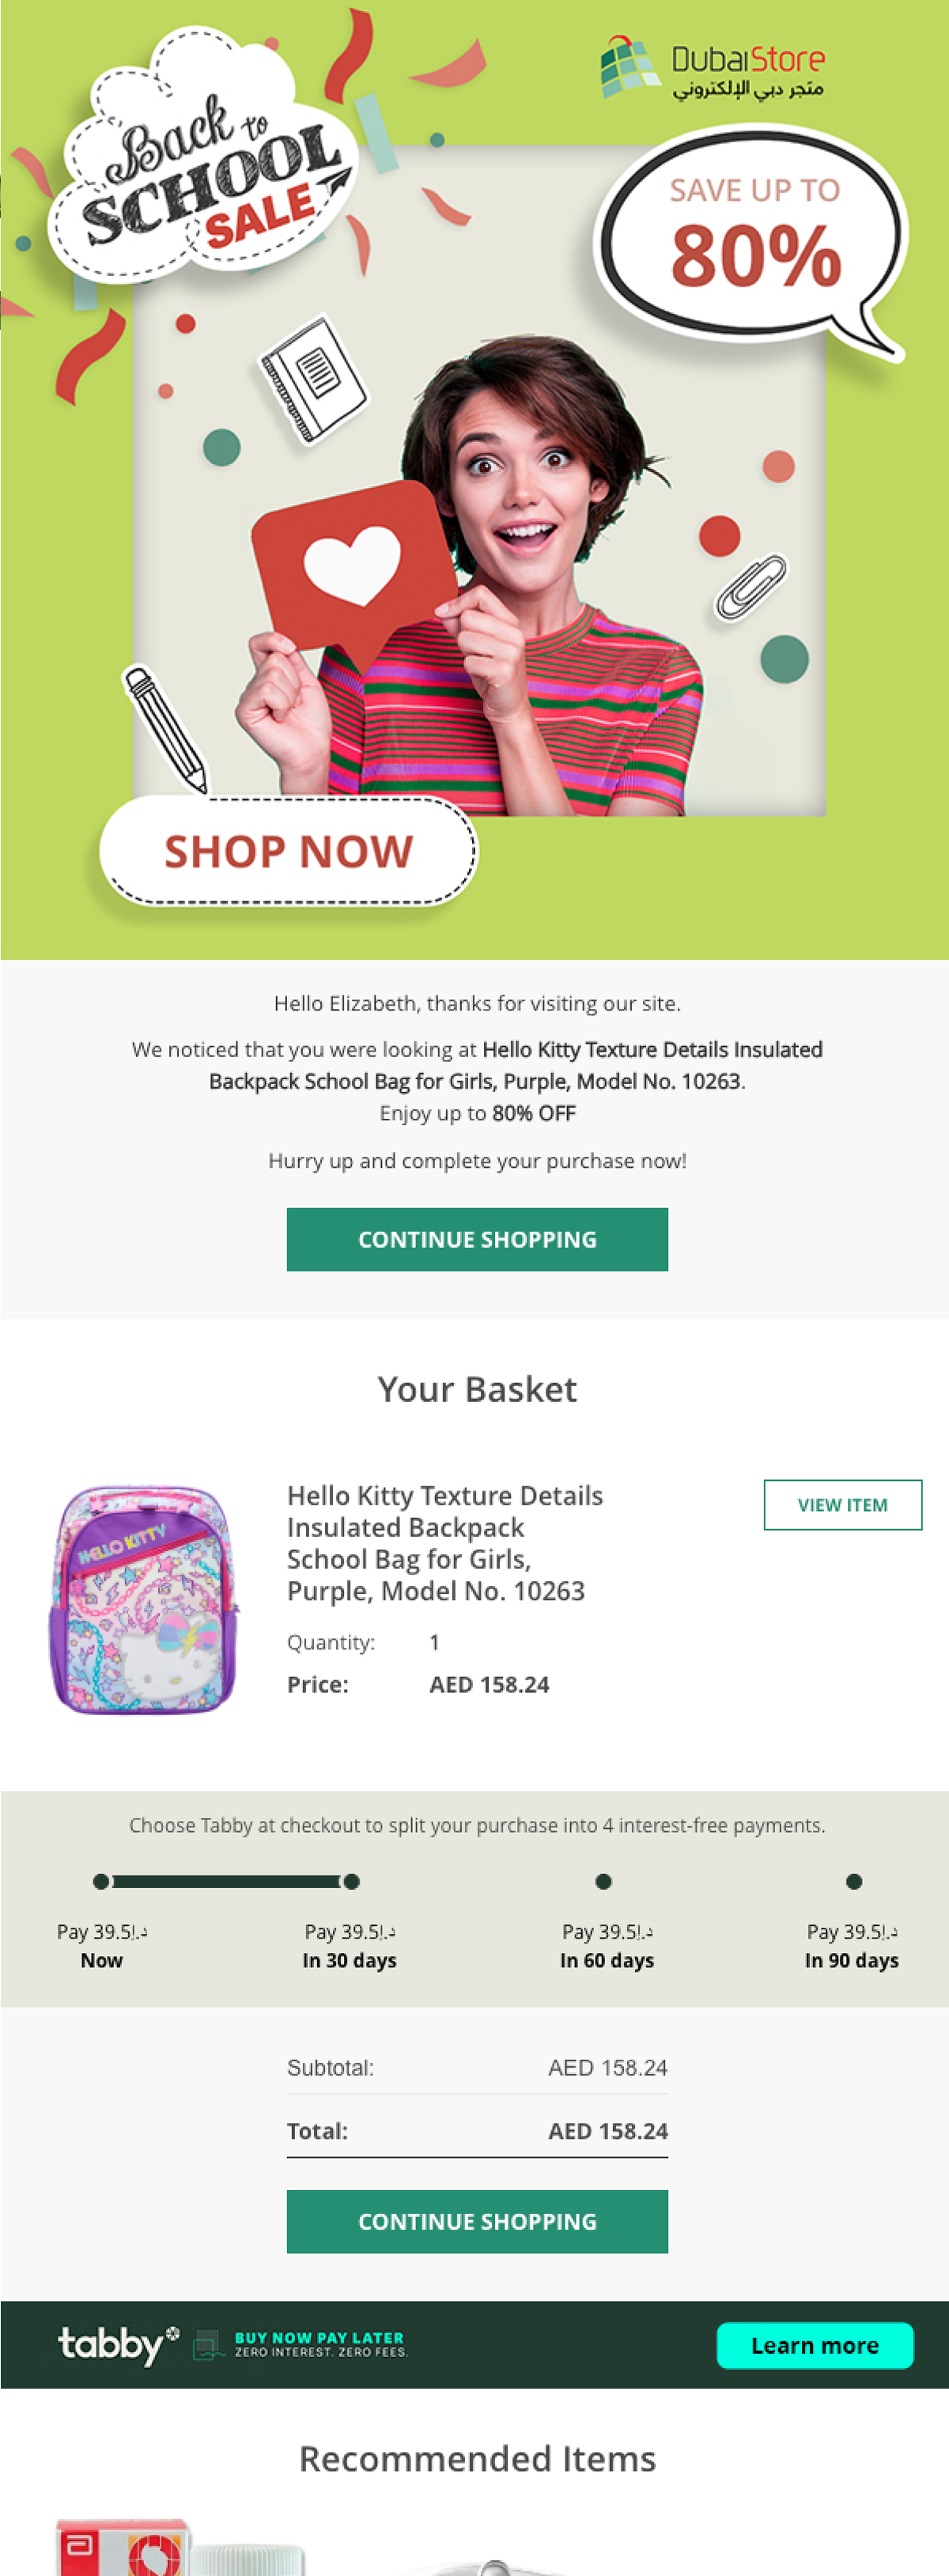 Back to
SCHOOL
SALE
DubaiStore
متجر دبي الإلكتروني
SAVE UP TO
80%
SHOP NOW
Hello Elizabeth, thanks for visiting our site.
We noticed that you were looking at Hello Kitty Texture Details Insulated
Backpack School Bag for Girls, Purple, Model No. 10263.
Enjoy up to 80% OFF
Hurry up and complete your purchase now!
CONTINUE SHOPPING
Your Basket
HELLO KITTY
Hello Kitty Texture Details
Insulated Backpack
School Bag for Girls,
Purple, Model No. 10263
VIEW ITEM
Quantity: 1
Price: AED 158.24
Choose Tabby at checkout to split your purchase into 4 interest-free payments.
Pay 39.5د.إ Pay 39.5د.إ Pay 39.5د.إ Pay 39.5د.إ
Now In 30 days In 60 days In 90 days
Subtotal: AED 158.24
Total: AED 158.24
CONTINUE SHOPPING
tabby
BUY NOW PAY LATER
ZERO INTEREST. ZERO FEES.
Learn more
Recommended Items